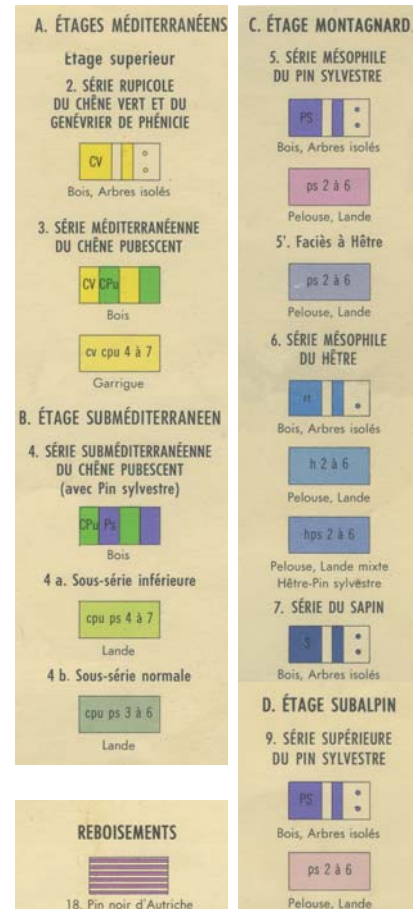 A. ÉTAGES MÉDITERRANÉENS
Etage superieur
2. SÉRIE RUPICOLE
DU CHÊNE VERT ET DU
GENÉVRIER DE PHÉNICIE
CV
Bois, Arbres isolés
3. SÉRIE MÉDITERRANÉENNE
DU CHÊNE PUBESCENT
CV CPu
Bois
cv cpu 4 à 7
Garrigue
B. ÉTAGE SUBMÉDITERRANEEN
4. SÉRIE SUBMÉDITERRANÉENNE
DU CHÊNE PUBESCENT
(avec Pin sylvestre)
CPu Ps
Bois
4 a. Sous-série inférieure
cpu ps 4 à 7
Lande
4 b. Sous-série normale
cpu ps 3 à 6
Lande
REBOISEMENTS
18. Pin noir d'Autriche
C. ÉTAGE MONTAGNARD
5. SÉRIE MÉSOPHILE
DU PIN SYLVESTRE
PS
Bois, Arbres isolés
ps 2 à 6
Pelouse, Lande
5'. Faciès à Hêtre
ps 2 à 6
Pelouse, Lande
6. SÉRIE MÉSOPHILE
DU HÊTRE
Bois, Arbres isolés
h 2 à 6
Pelouse, Lande
hps 2 à 6
Pelouse, Lande mixte
Hêtre-Pin sylvestre
7. SÉRIE DU SAPIN
S
Bois, Arbres isolés
D. ÉTAGE SUBALPIN
9. SÉRIE SUPÉRIEURE
DU PIN SYLVESTRE
PS
Bois, Arbres isolés
ps 2 à 6
Pelouse, Lande